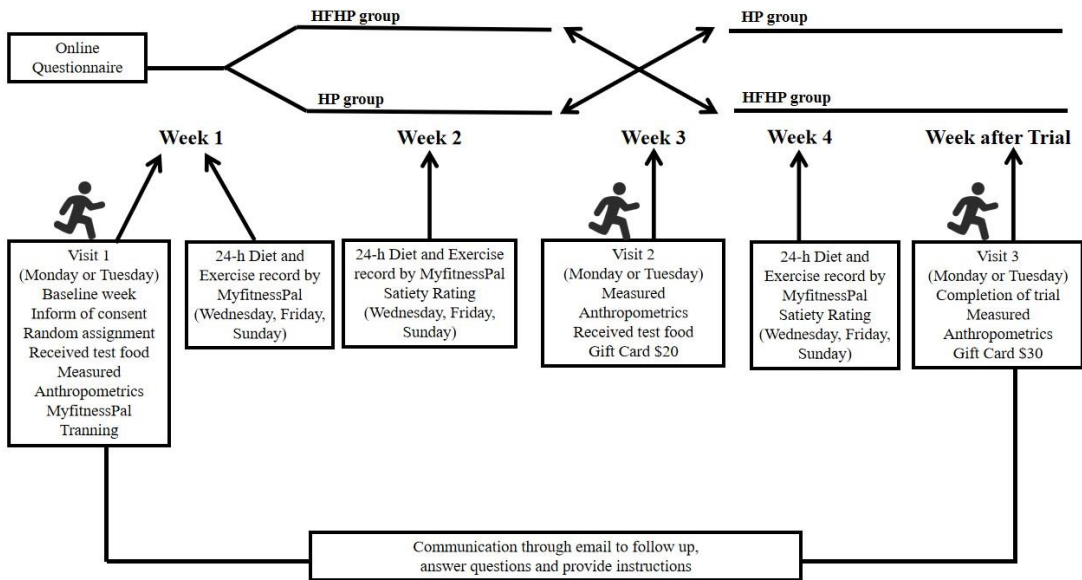 HFHP group
HP group
Online
Questionnaire
HP group
HFHP group
Week 1
Week 2
Week 3
Week 4
Week after Trial
Visit 1
(Monday or Tuesday)
Baseline week
Inform of consent
Random assignment
Received test food
Measured
Anthropometrics
MyfitnessPal
Tranning
24-h Diet and
Exercise record by
MyfitnessPal
(Wednesday, Friday,
Sunday)
24-h Diet and Exercise
record by MyfitnessPal
Satiety Rating
(Wednesday, Friday,
Sunday)
Visit 2
(Monday or Tuesday)
Measured
Anthropometrics
Received test food
Gift Card $20
24-h Diet and
Exercise record by
MyfitnessPal
Satiety Rating
(Wednesday, Friday,
Sunday)
Visit 3
(Monday or Tuesday)
Completion of trial
Measured
Anthropometrics
Gift Card $30
Communication through email to follow up,
answer questions and provide instructions